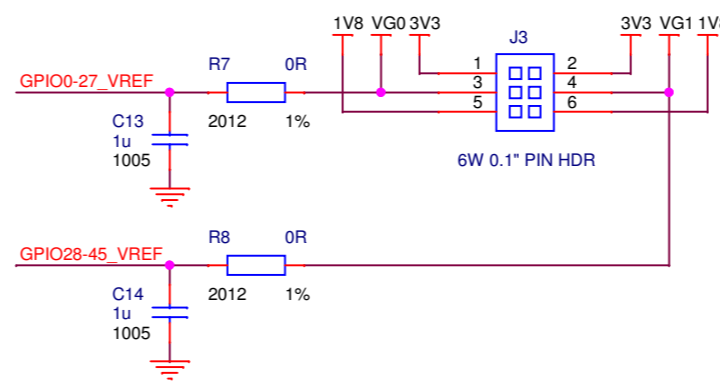 1V8 VG0 3V3 J3 3V3 VG1 1V8
R7 0R
GPIO0-27_VREF
1 2
3 4
5 6
C13
1u
1005
2012 1%
6W 0.1" PIN HDR
R8 0R
GPIO28-45_VREF
C14
1u
1005
2012 1%